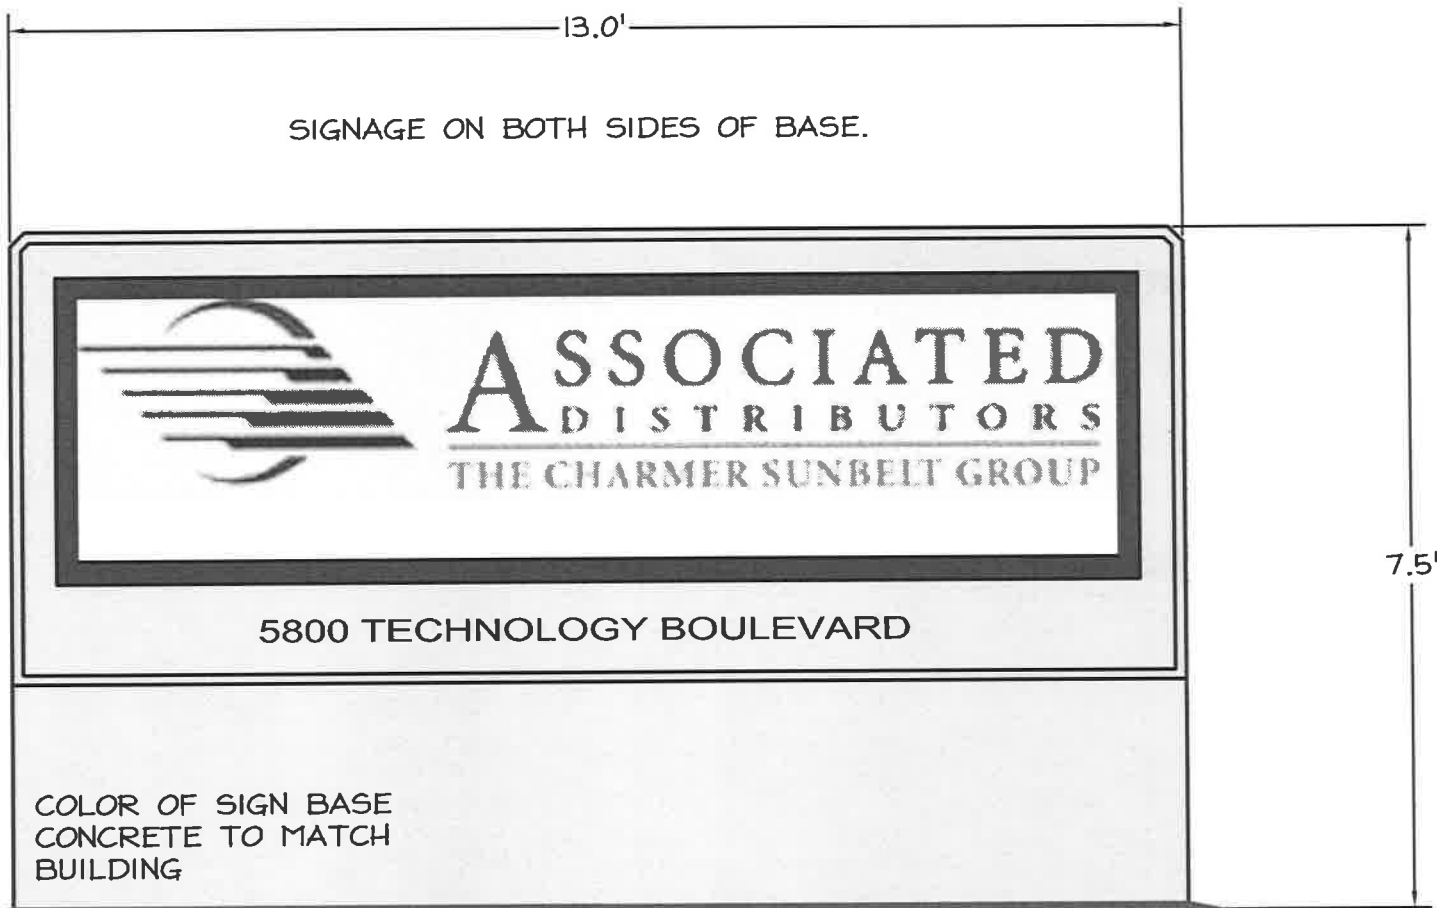 13.0'
SIGNAGE ON BOTH SIDES OF BASE.
ASSOCIATED
DISTRIBUTORS
THE CHARMER SUNBELT GROUP
7.5'
5800 TECHNOLOGY BOULEVARD
COLOR OF SIGN BASE
CONCRETE TO MATCH
BUILDING